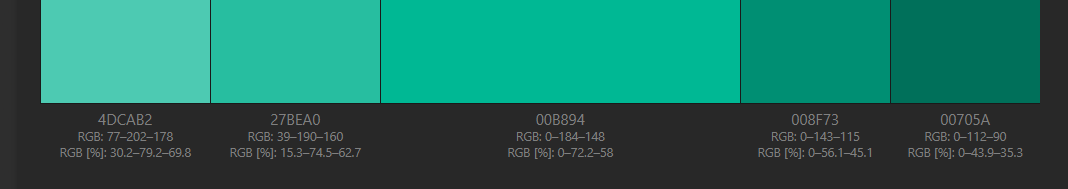 4DCAB2
RGB: 77–202–178
RGB [%]: 30.2–79.2–69.8
27BEA0
RGB: 39–190–160
RGB [%]: 15.3–74.5–62.7
00B894
RGB: 0–184–148
RGB [%]: 0–72.2–58
008F73
RGB: 0–143–115
RGB [%]: 0–56.1–45.1
00705A
RGB: 0–112–90
RGB [%]: 0–43.9–35.3